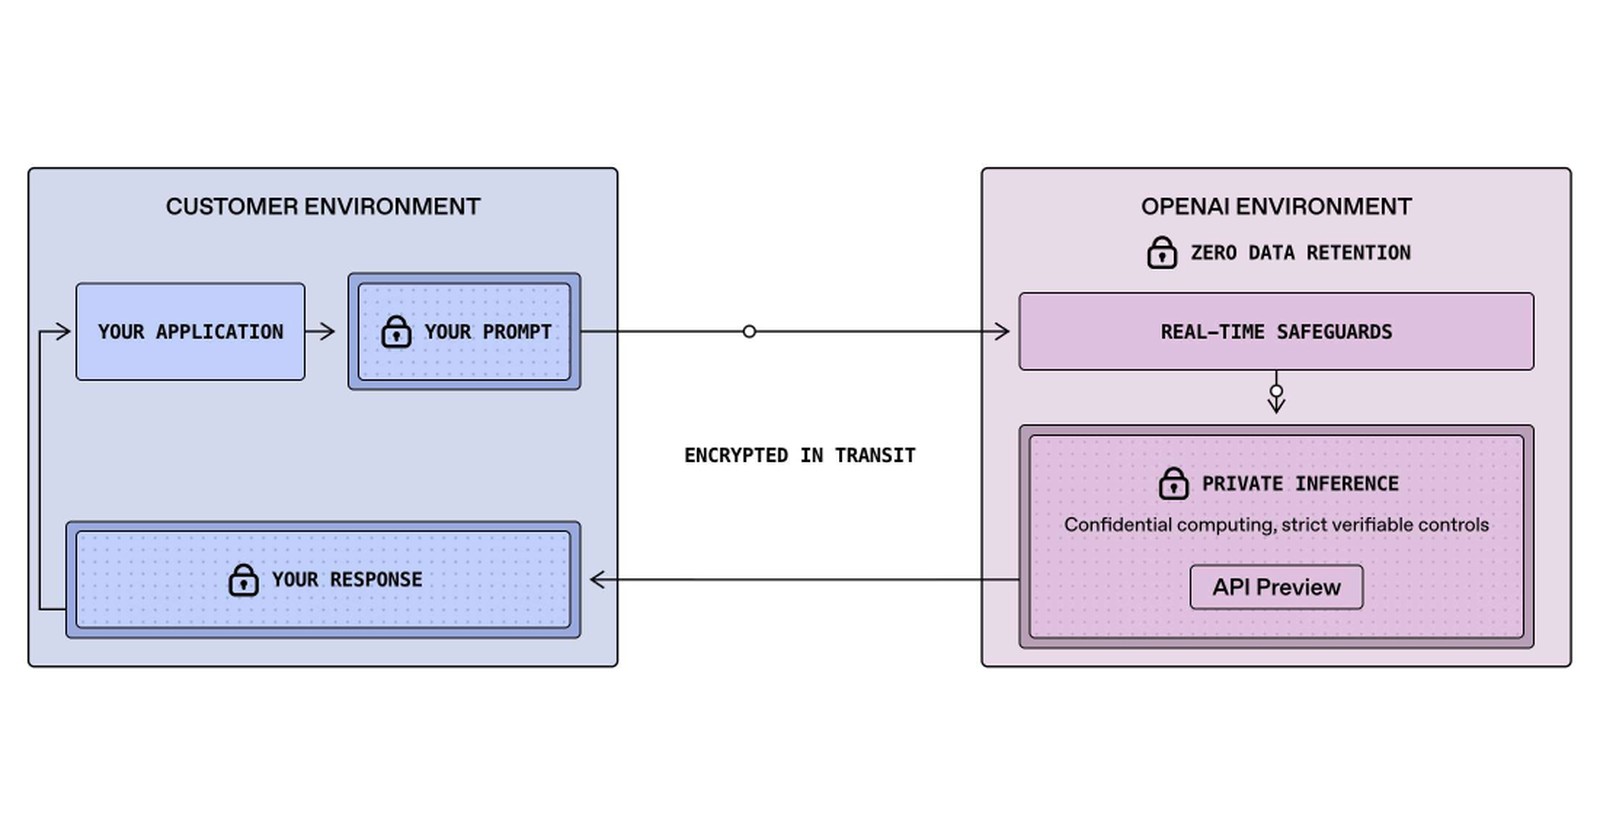 CUSTOMER ENVIRONMENT
YOUR APPLICATION
YOUR PROMPT
YOUR RESPONSE
ENCRYPTED IN TRANSIT
OPENAI ENVIRONMENT
ZERO DATA RETENTION
REAL–TIME SAFEGUARDS
PRIVATE INFERENCE
Confidential computing, strict verifiable controls
API Preview